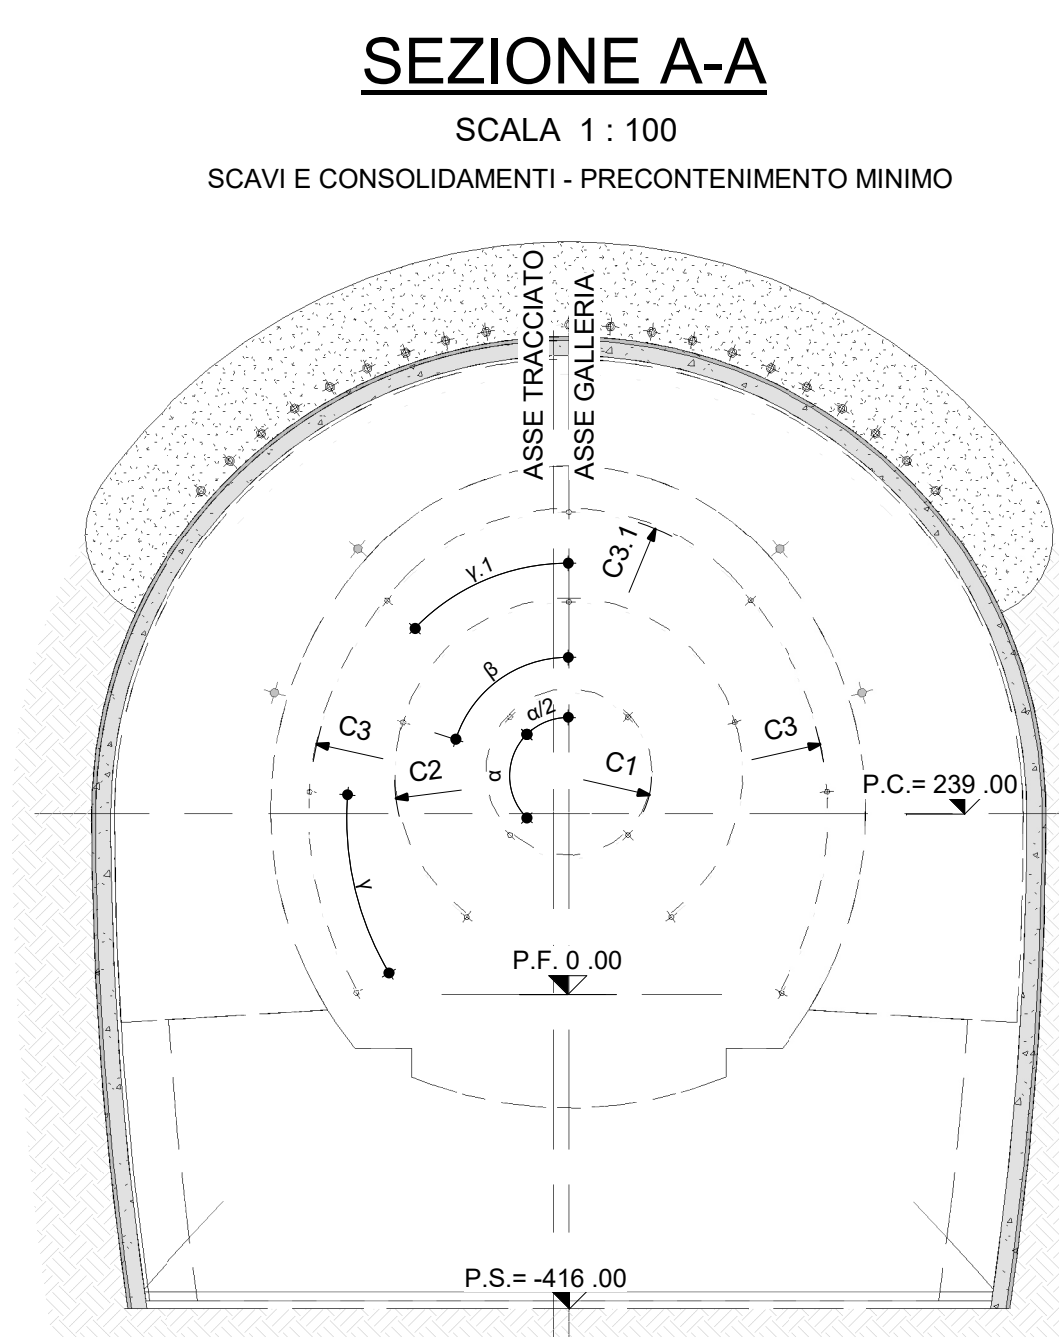 SEZIONE A-A
SCALA 1 : 100
SCAVI E CONSOLIDAMENTI - PRECONTENIMENTO MINIMO
ASSE TRACCIATO
ASSE GALLERIA
C3.1
γ.1
β
α/2
C3
C3
C2
α
C1
P.C.= 239 .00
γ
P.F. 0 .00
P.S.= -416 .00